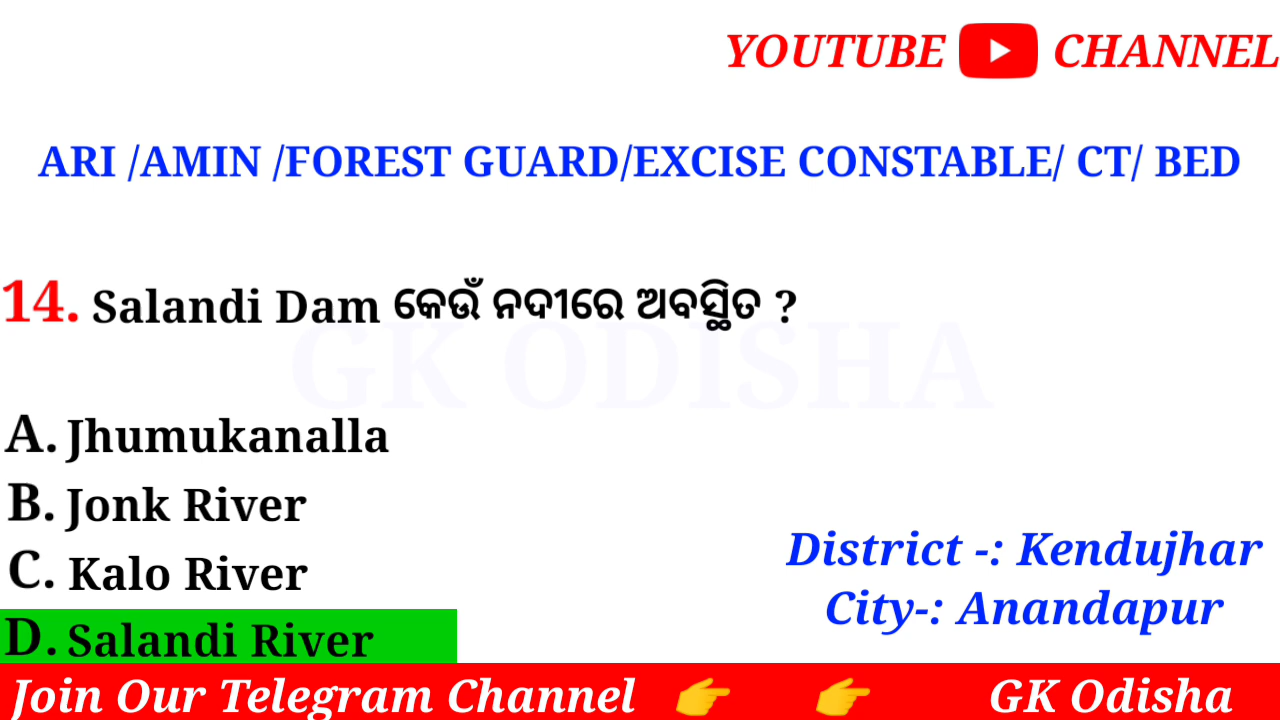 YOUTUBE CHANNEL
ARI /AMIN /FOREST GUARD/EXCISE CONSTABLE/ CT/ BED
14. Salandi Dam କେଉଁ ନଦୀରେ ଅବସ୍ଥିତ ?
GK ODISHA
A. Jhumukanalla
B. Jonk River
C. Kalo River
D. Salandi River
District -: Kendujhar
City-: Anandapur
Join Our Telegram Channel 👉 👉 GK Odisha